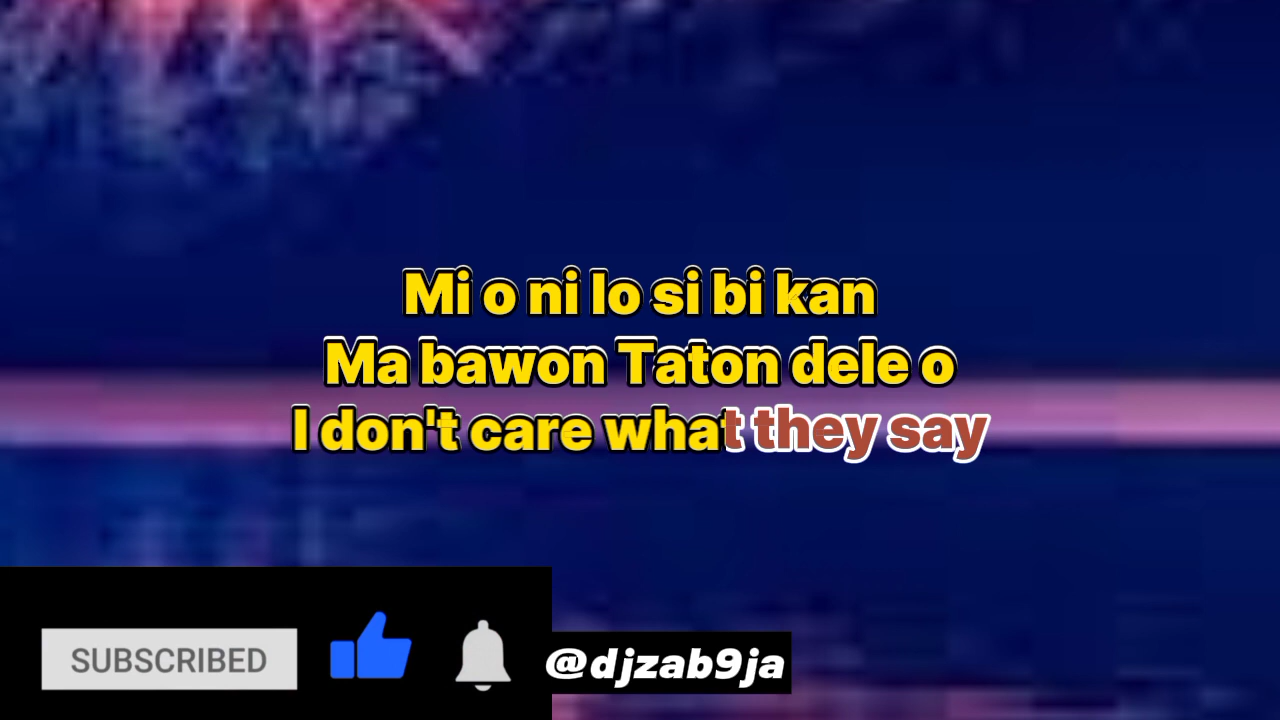 Mi o ni lo si bi kan
Ma bawon Taton dele o
I don't care what they say
SUBSCRIBED
@djzab9ja